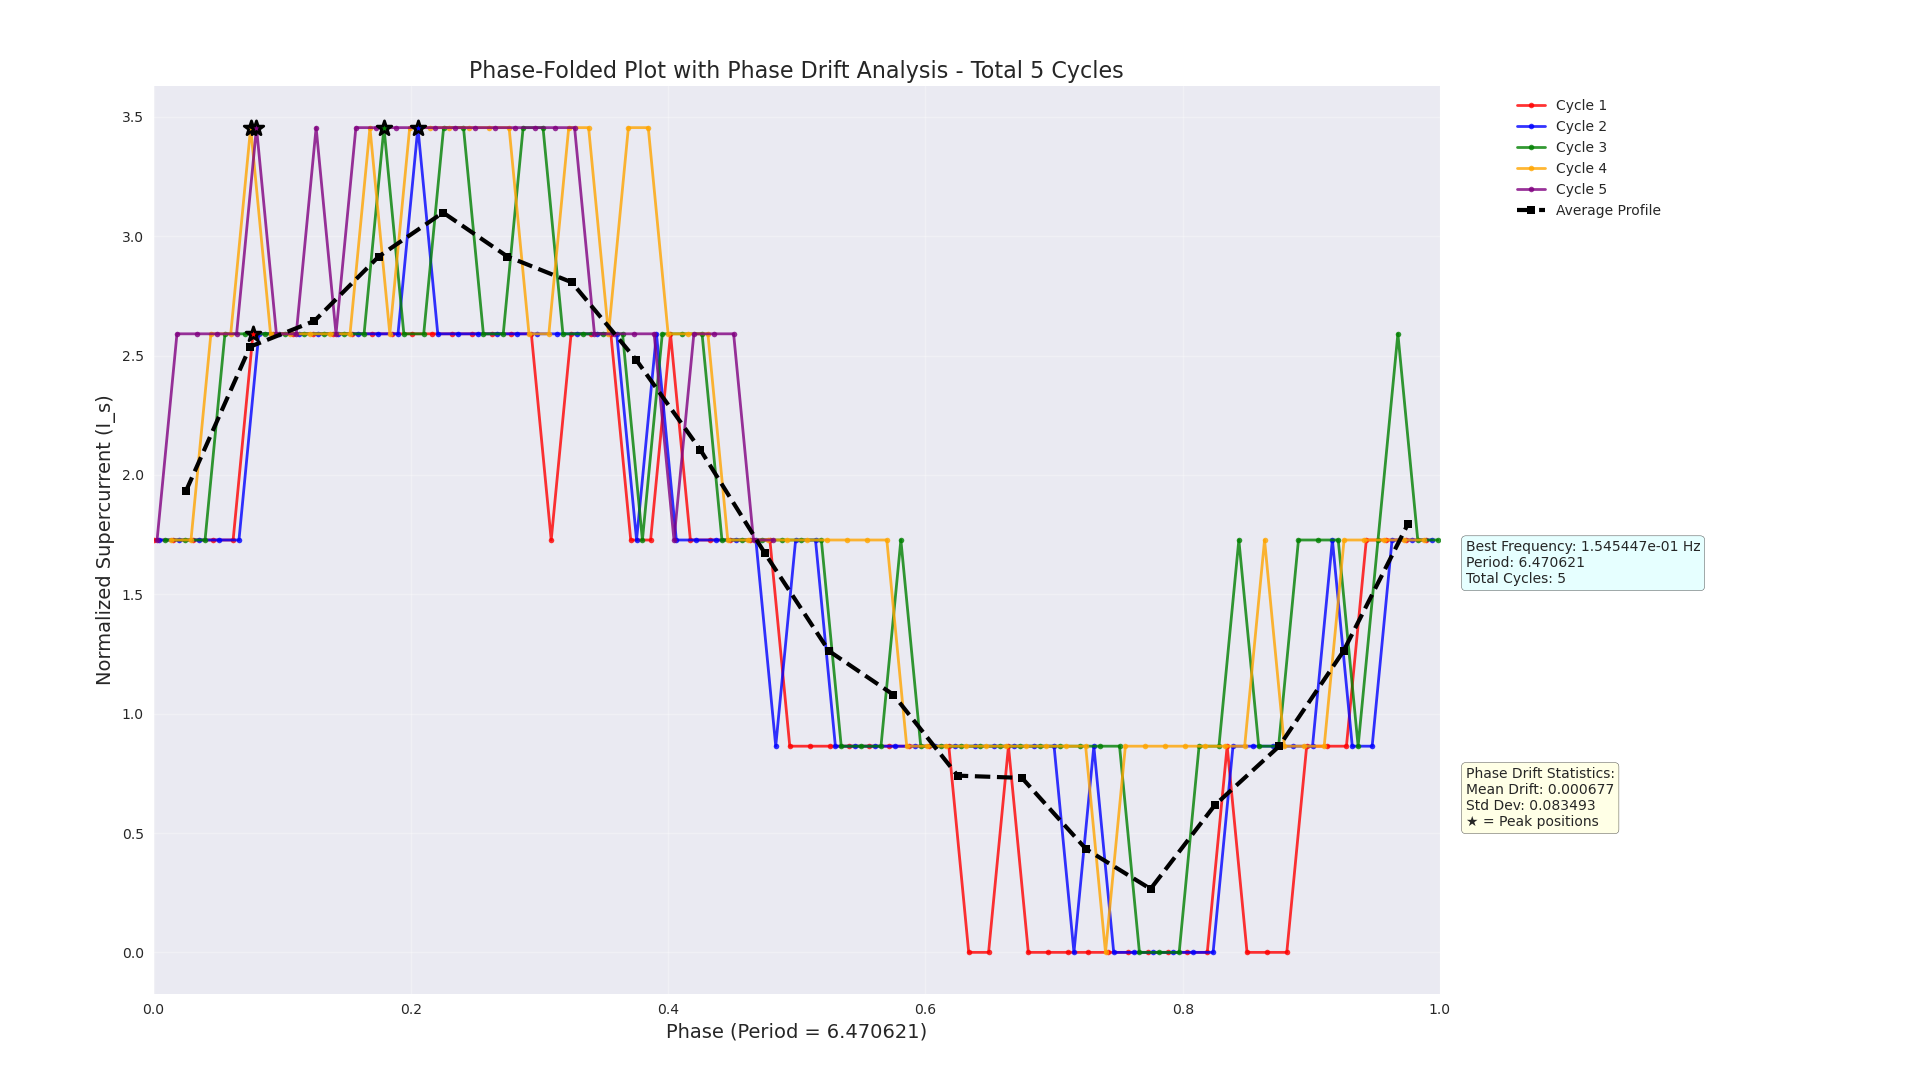 Phase-Folded Plot with Phase Drift Analysis - Total 5 Cycles
Normalized Supercurrent (I_s)
3.5
3.0
2.5
2.0
1.5
1.0
0.5
0.0
0.0
0.2
0.4
0.6
0.8
1.0
Phase (Period = 6.470621)
Cycle 1
Cycle 2
Cycle 3
Cycle 4
Cycle 5
Average Profile
Best Frequency: 1.545447e-01 Hz
Period: 6.470621
Total Cycles: 5
Phase Drift Statistics:
Mean Drift: 0.000677
Std Dev: 0.083493
★ = Peak positions